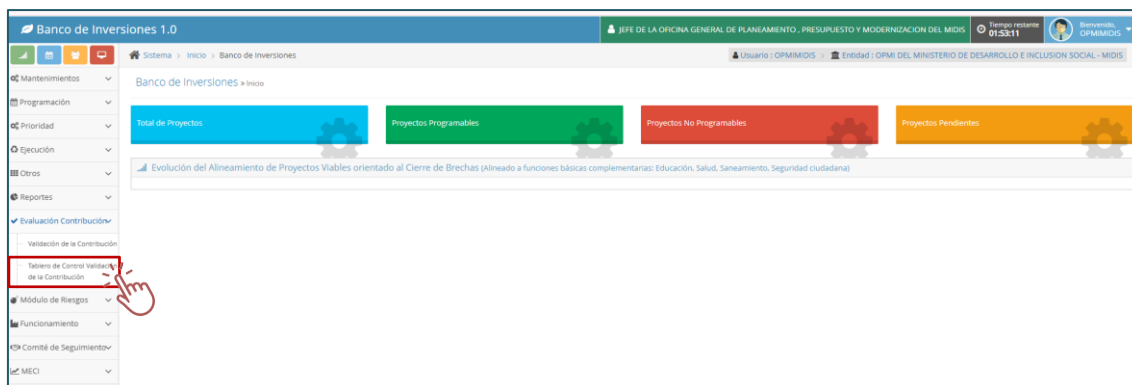 Banco de Inversiones 1.0
JEFE DE LA OFICINA GENERAL DE PLANEAMIENTO , PRESUPUESTO Y MODERNIZACION DEL MIDIS
Tiempo restante
01:53:11
Bienvenido,
OPMIMIDIS
Sistema > Inicio > Banco de Inversiones
Usuario : OPMIMIDIS > Entidad : OPMI DEL MINISTERIO DE DESARROLLO E INCLUSION SOCIAL - MIDIS
Mantenimientos
Programación
Prioridad
Ejecución
Otros
Reportes
Evaluación Contribución
Validación de la Contribución
Tablero de Control Validación
de la Contribución
Módulo de Riesgos
Funcionamiento
Comité de Seguimiento
MECI
Banco de Inversiones » Inicio
Total de Proyectos
Proyectos Programables
Proyectos No Programables
Proyectos Pendientes
Evolución del Alineamiento de Proyectos Viables orientado al Cierre de Brechas (Alineado a funciones básicas complementarias: Educación, Salud, Saneamiento, Seguridad ciudadana)